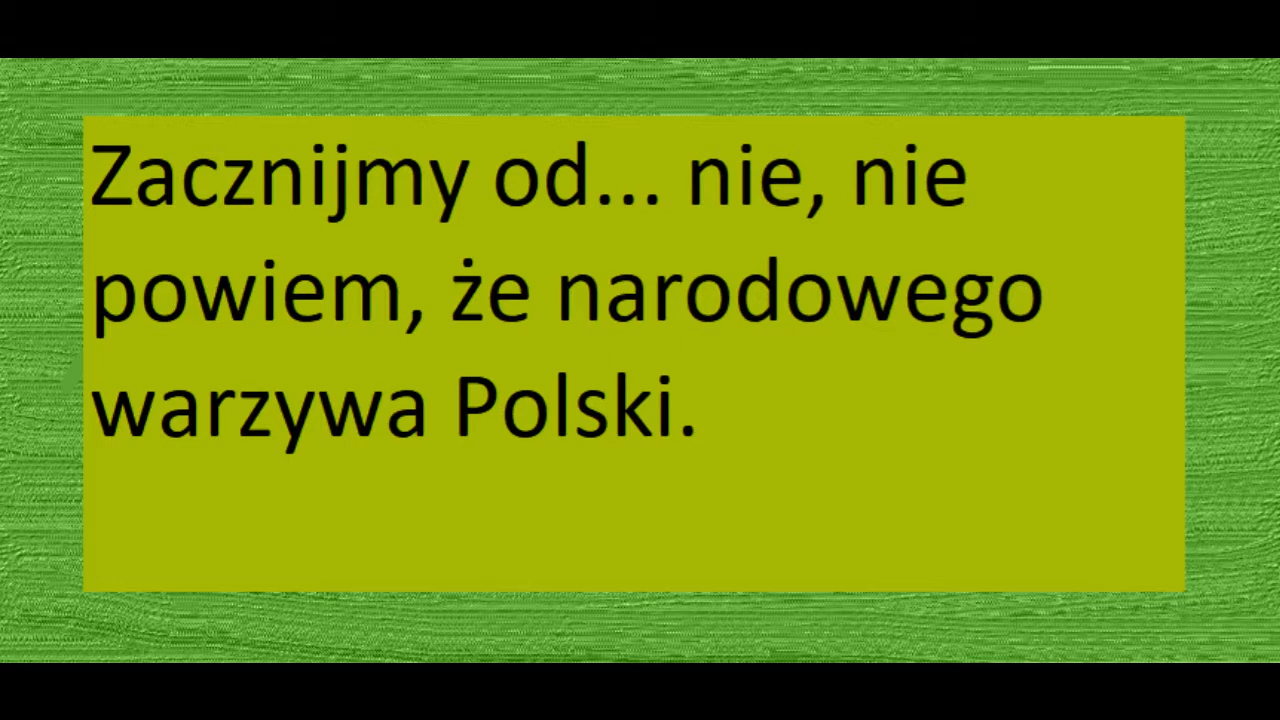 Zacznijmy od... nie, nie
powiem, że narodowego
warzywa Polski.